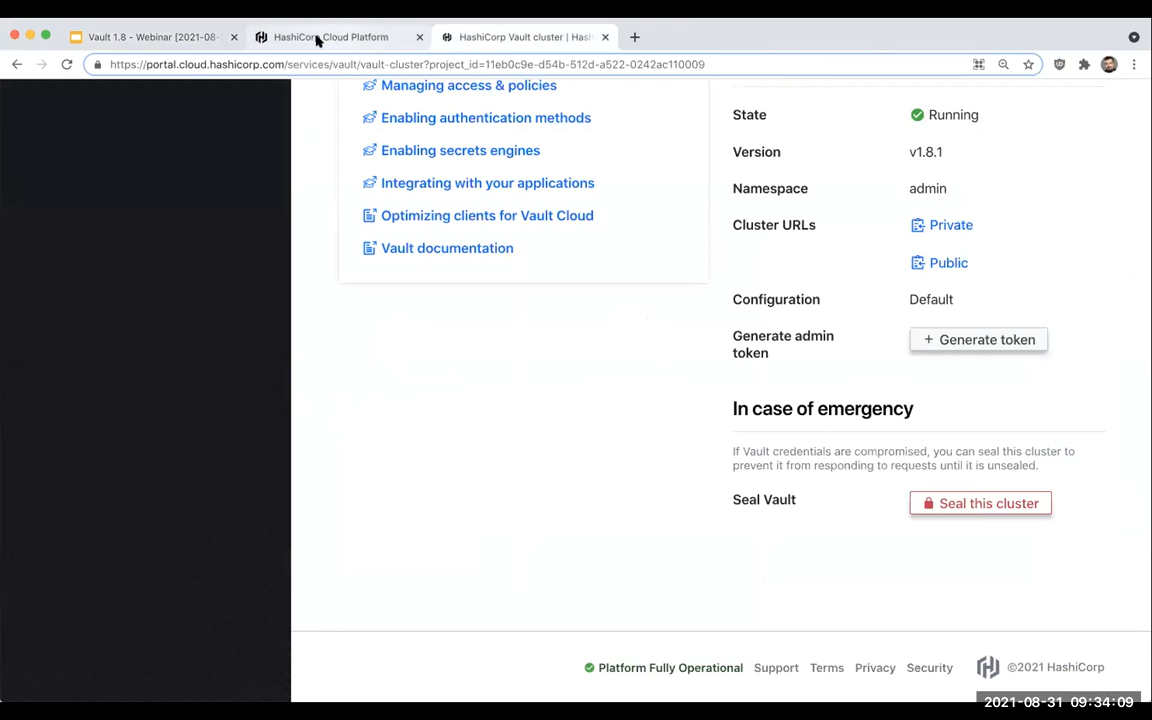 Vault 1.8 - Webinar [2021-08-
HashiCorp Cloud Platform
HashiCorp Vault cluster | Hash
https://portal.cloud.hashicorp.com/services/vault/vault-cluster?project_id=11eb0c9e-d54b-512d-a522-0242ac110009
Managing access & policies
Enabling authentication methods
Enabling secrets engines
Integrating with your applications
Optimizing clients for Vault Cloud
Vault documentation
State Running
Version v1.8.1
Namespace admin
Cluster URLs Private
Public
Configuration Default
Generate admin
token
+ Generate token
In case of emergency
If Vault credentials are compromised, you can seal this cluster to
prevent it from responding to requests until it is unsealed.
Seal Vault Seal this cluster
Platform Fully Operational Support Terms Privacy Security ©2021 HashiCorp
2021-08-31 09:34:09